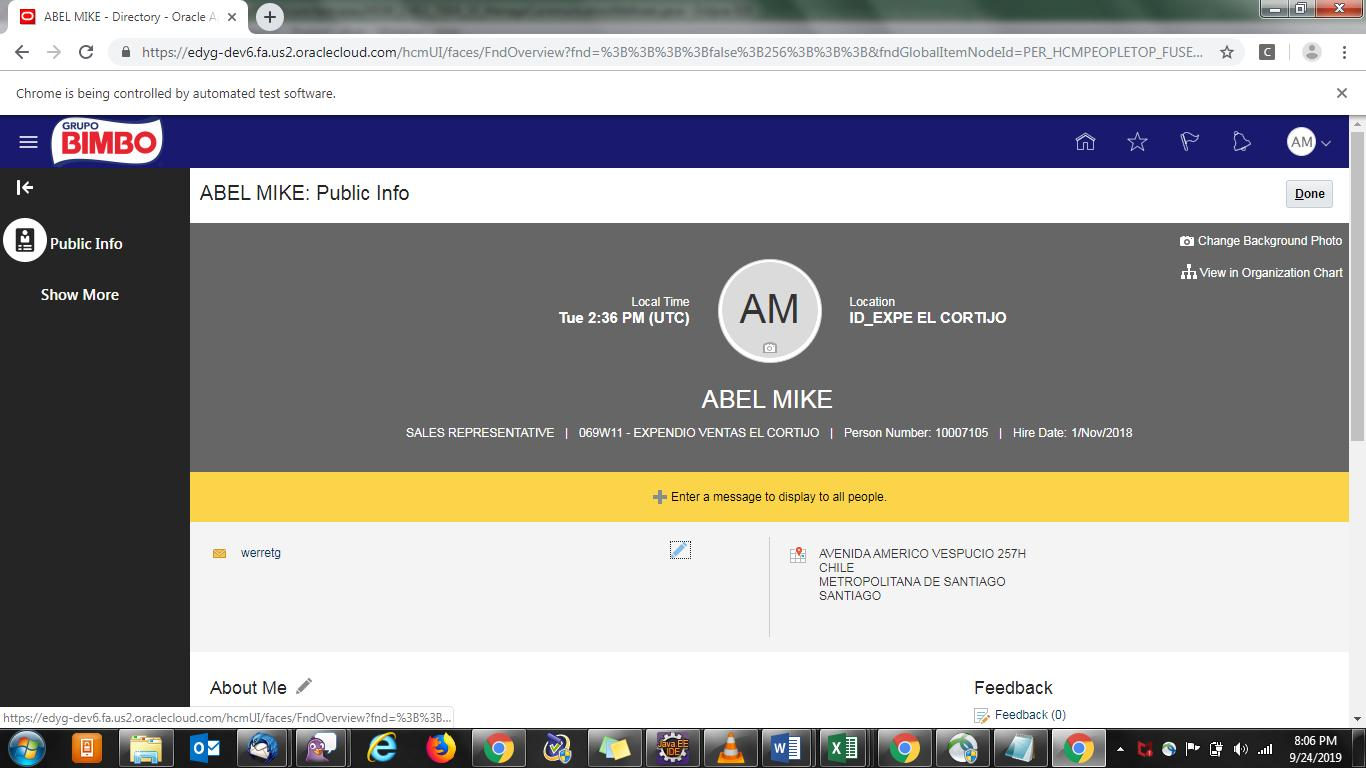 ABEL MIKE - Directory - Oracle A
https://edyg-dev6.fa.us2.oraclecloud.com/hcmUI/faces/FndOverview?fnd=%3B%3B%3B%3Bfalse%3B256%3B%3B%3B&fndGlobalItemNodeId=PER_HCMPEOPLETOP_FUSE...
C
Chrome is being controlled by automated test software.
GRUPO
BIMBO
AM
ABEL MIKE: Public Info
Done
Public Info
Show More
Change Background Photo
View in Organization Chart
Local Time
Tue 2:36 PM (UTC)
AM
Location
ID_EXPE EL CORTIJO
ABEL MIKE
SALES REPRESENTATIVE | 069W11 - EXPENDIO VENTAS EL CORTIJO | Person Number: 10007105 | Hire Date: 1/Nov/2018
Enter a message to display to all people.
werretg
AVENIDA AMERICO VESPUCIO 257H
CHILE
METROPOLITANA DE SANTIAGO
SANTIAGO
About Me
Feedback
Feedback (0)
https://edyg-dev6.fa.us2.oraclecloud.com/hcmUI/faces/FndOverview?fnd=%3B%3B...
Java EE
IDE
8:06 PM
9/24/2019